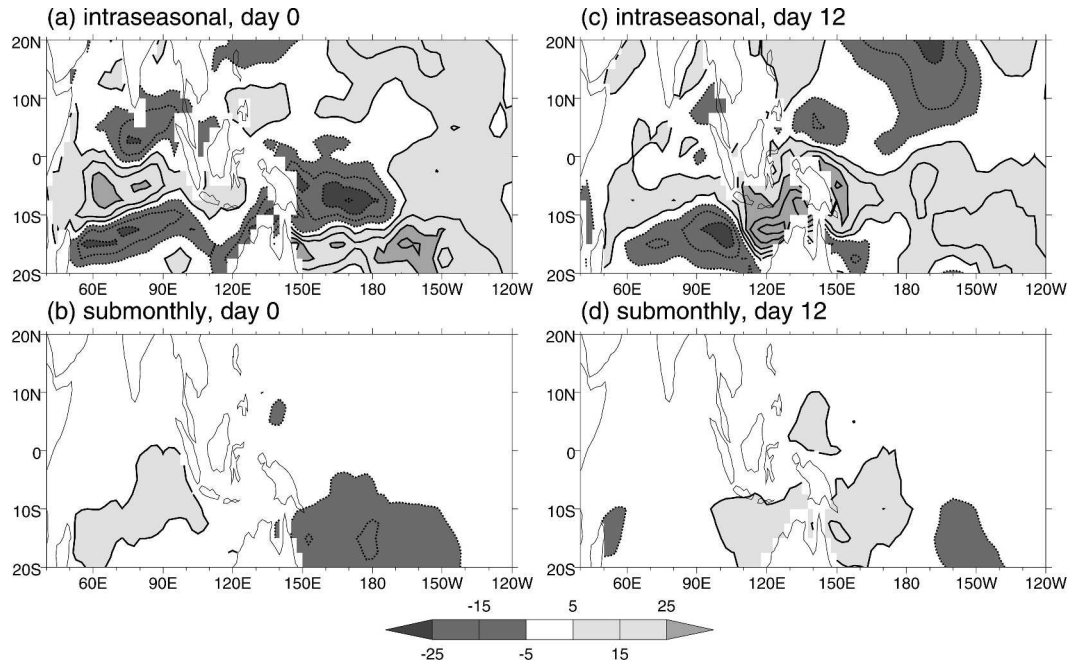 (a) intraseasonal, day 0
20N
10N
0
10S
20S
60E 90E 120E 150E 180 150W 120W
(c) intraseasonal, day 12
20N
10N
0
10S
20S
60E 90E 120E 150E 180 150W 120W
(b) submonthly, day 0
20N
10N
0
10S
20S
60E 90E 120E 150E 180 150W 120W
(d) submonthly, day 12
20N
10N
0
10S
20S
60E 90E 120E 150E 180 150W 120W
-15 5 25
-25 -5 15